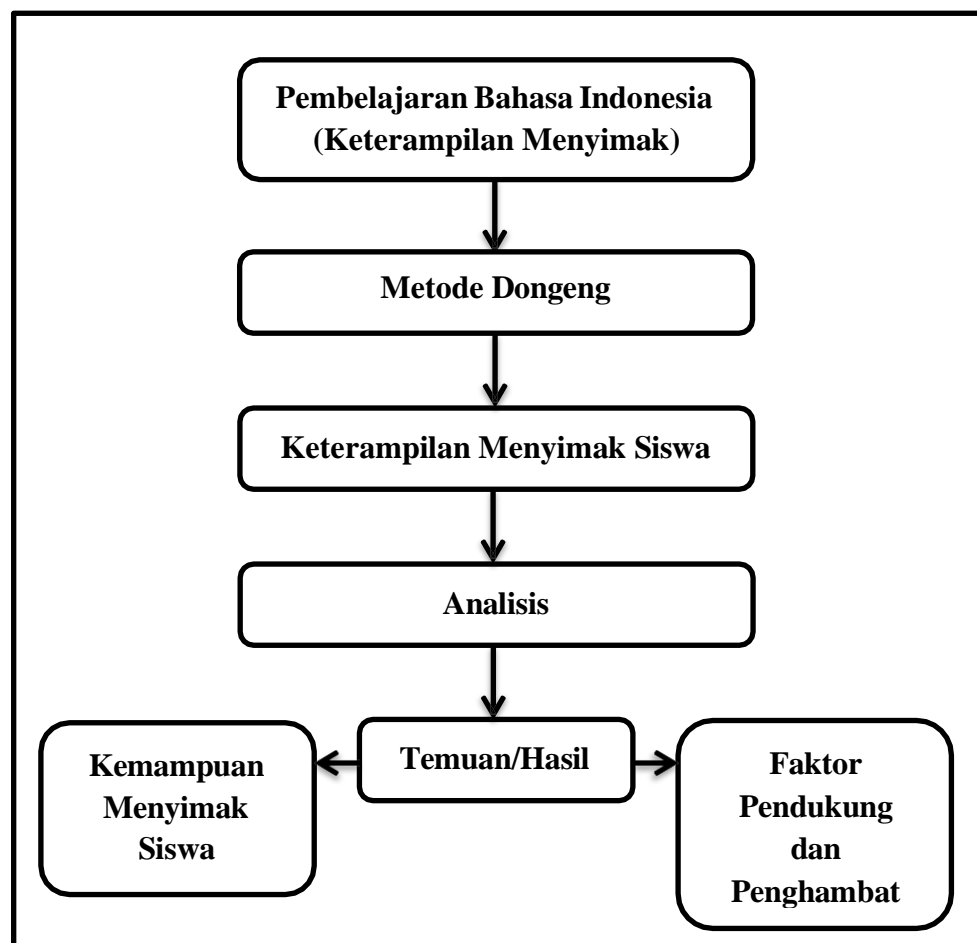 Pembelajaran Bahasa Indonesia
(Keterampilan Menyimak)
Metode Dongeng
Keterampilan Menyimak Siswa
Analisis
Temuan/Hasil
Kemampuan
Menyimak
Siswa
Faktor
Pendukung
dan
Penghambat